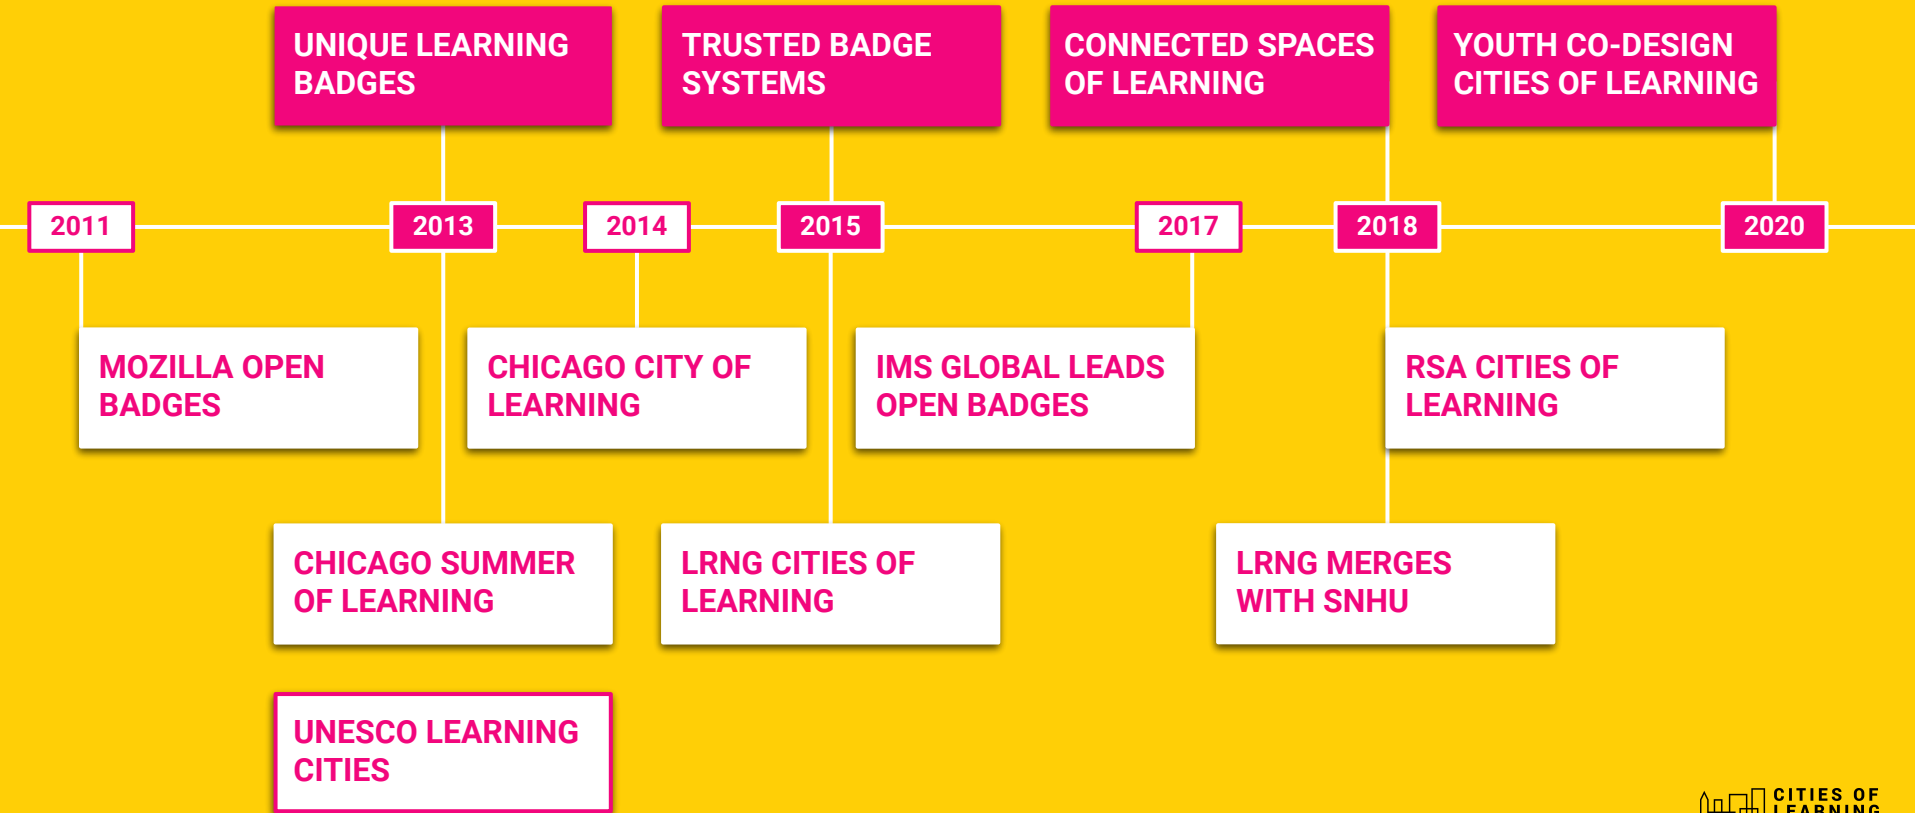 UNIQUE LEARNING
BADGES
TRUSTED BADGE
SYSTEMS
CONNECTED SPACES
OF LEARNING
YOUTH CO-DESIGN
CITIES OF LEARNING
2011
2013
2014
2015
2017
2018
2020
MOZILLA OPEN
BADGES
CHICAGO CITY OF
LEARNING
IMS GLOBAL LEADS
OPEN BADGES
RSA CITIES OF
LEARNING
CHICAGO SUMMER
OF LEARNING
LRNG CITIES OF
LEARNING
LRNG MERGES
WITH SNHU
UNESCO LEARNING
CITIES
CITIES OF
LEARNING